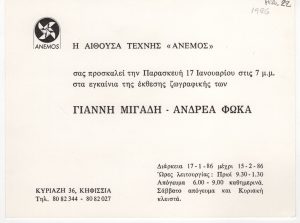 1986
ΑΝΕΜΟS
Η ΑΙΘΟΥΣΑ ΤΕΧΝΗΣ «ΑΝΕΜΟΣ»
σας προσκαλεί την Παρασκευή 17 Ιανουαρίου στις 7 μ.μ.
στα εγκαίνια της έκθεσης ζωγραφικής των
ΓΙΑΝΝΗ ΜΙΓΑΔΗ - ΑΝΔΡΕΑ ΦΩΚΑ
Διάρκεια 17-1-86 μέχρι 15-2-86
Ώρες λειτουργίας: Πρωί 9.30-1.30
Απόγευμα 6.00-9.00 καθημερινά.
Σάββατο απόγευμα και Κυριακή
κλειστά.
ΚΥΡΙΑΖΗ 36, ΚΗΦΙΣΣΙΑ
Τηλ. 80 82 344 - 80 82 027